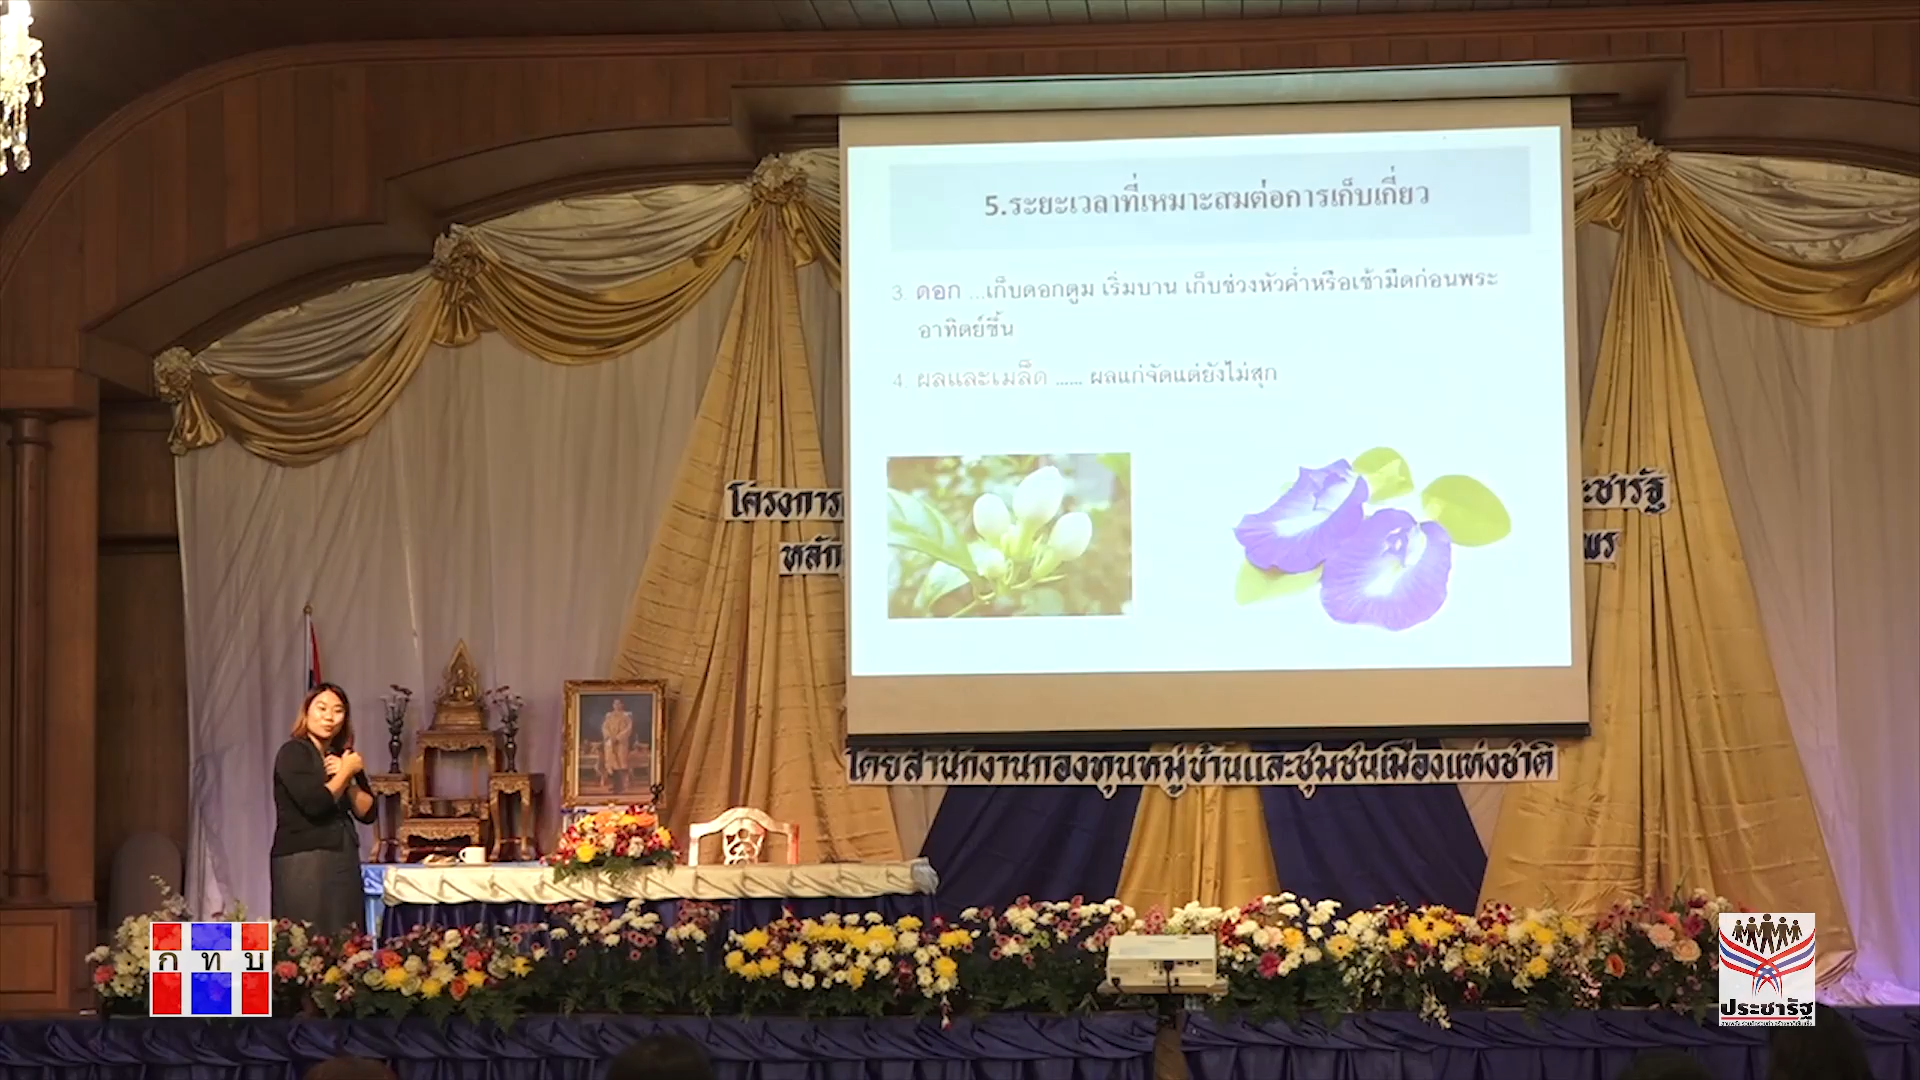 5.ระยะเวลาที่เหมาะสมต่อการเก็บเกี่ยว
3. ดอก ...เก็บดอกตูม เริ่มบาน เก็บช่วงหัวค่ำหรือเช้ามืดก่อนพระ
อาทิตย์ขึ้น
4. ผลและเมล็ด ...... ผลแก่จัดแต่ยังไม่สุก
โครงการ
ะชารัฐ
หลัก
พร
โดยสำนักงานกองทุนหมู่บ้านและชุมชนเมืองแห่งชาติ
ก ท บ
ประชารัฐ